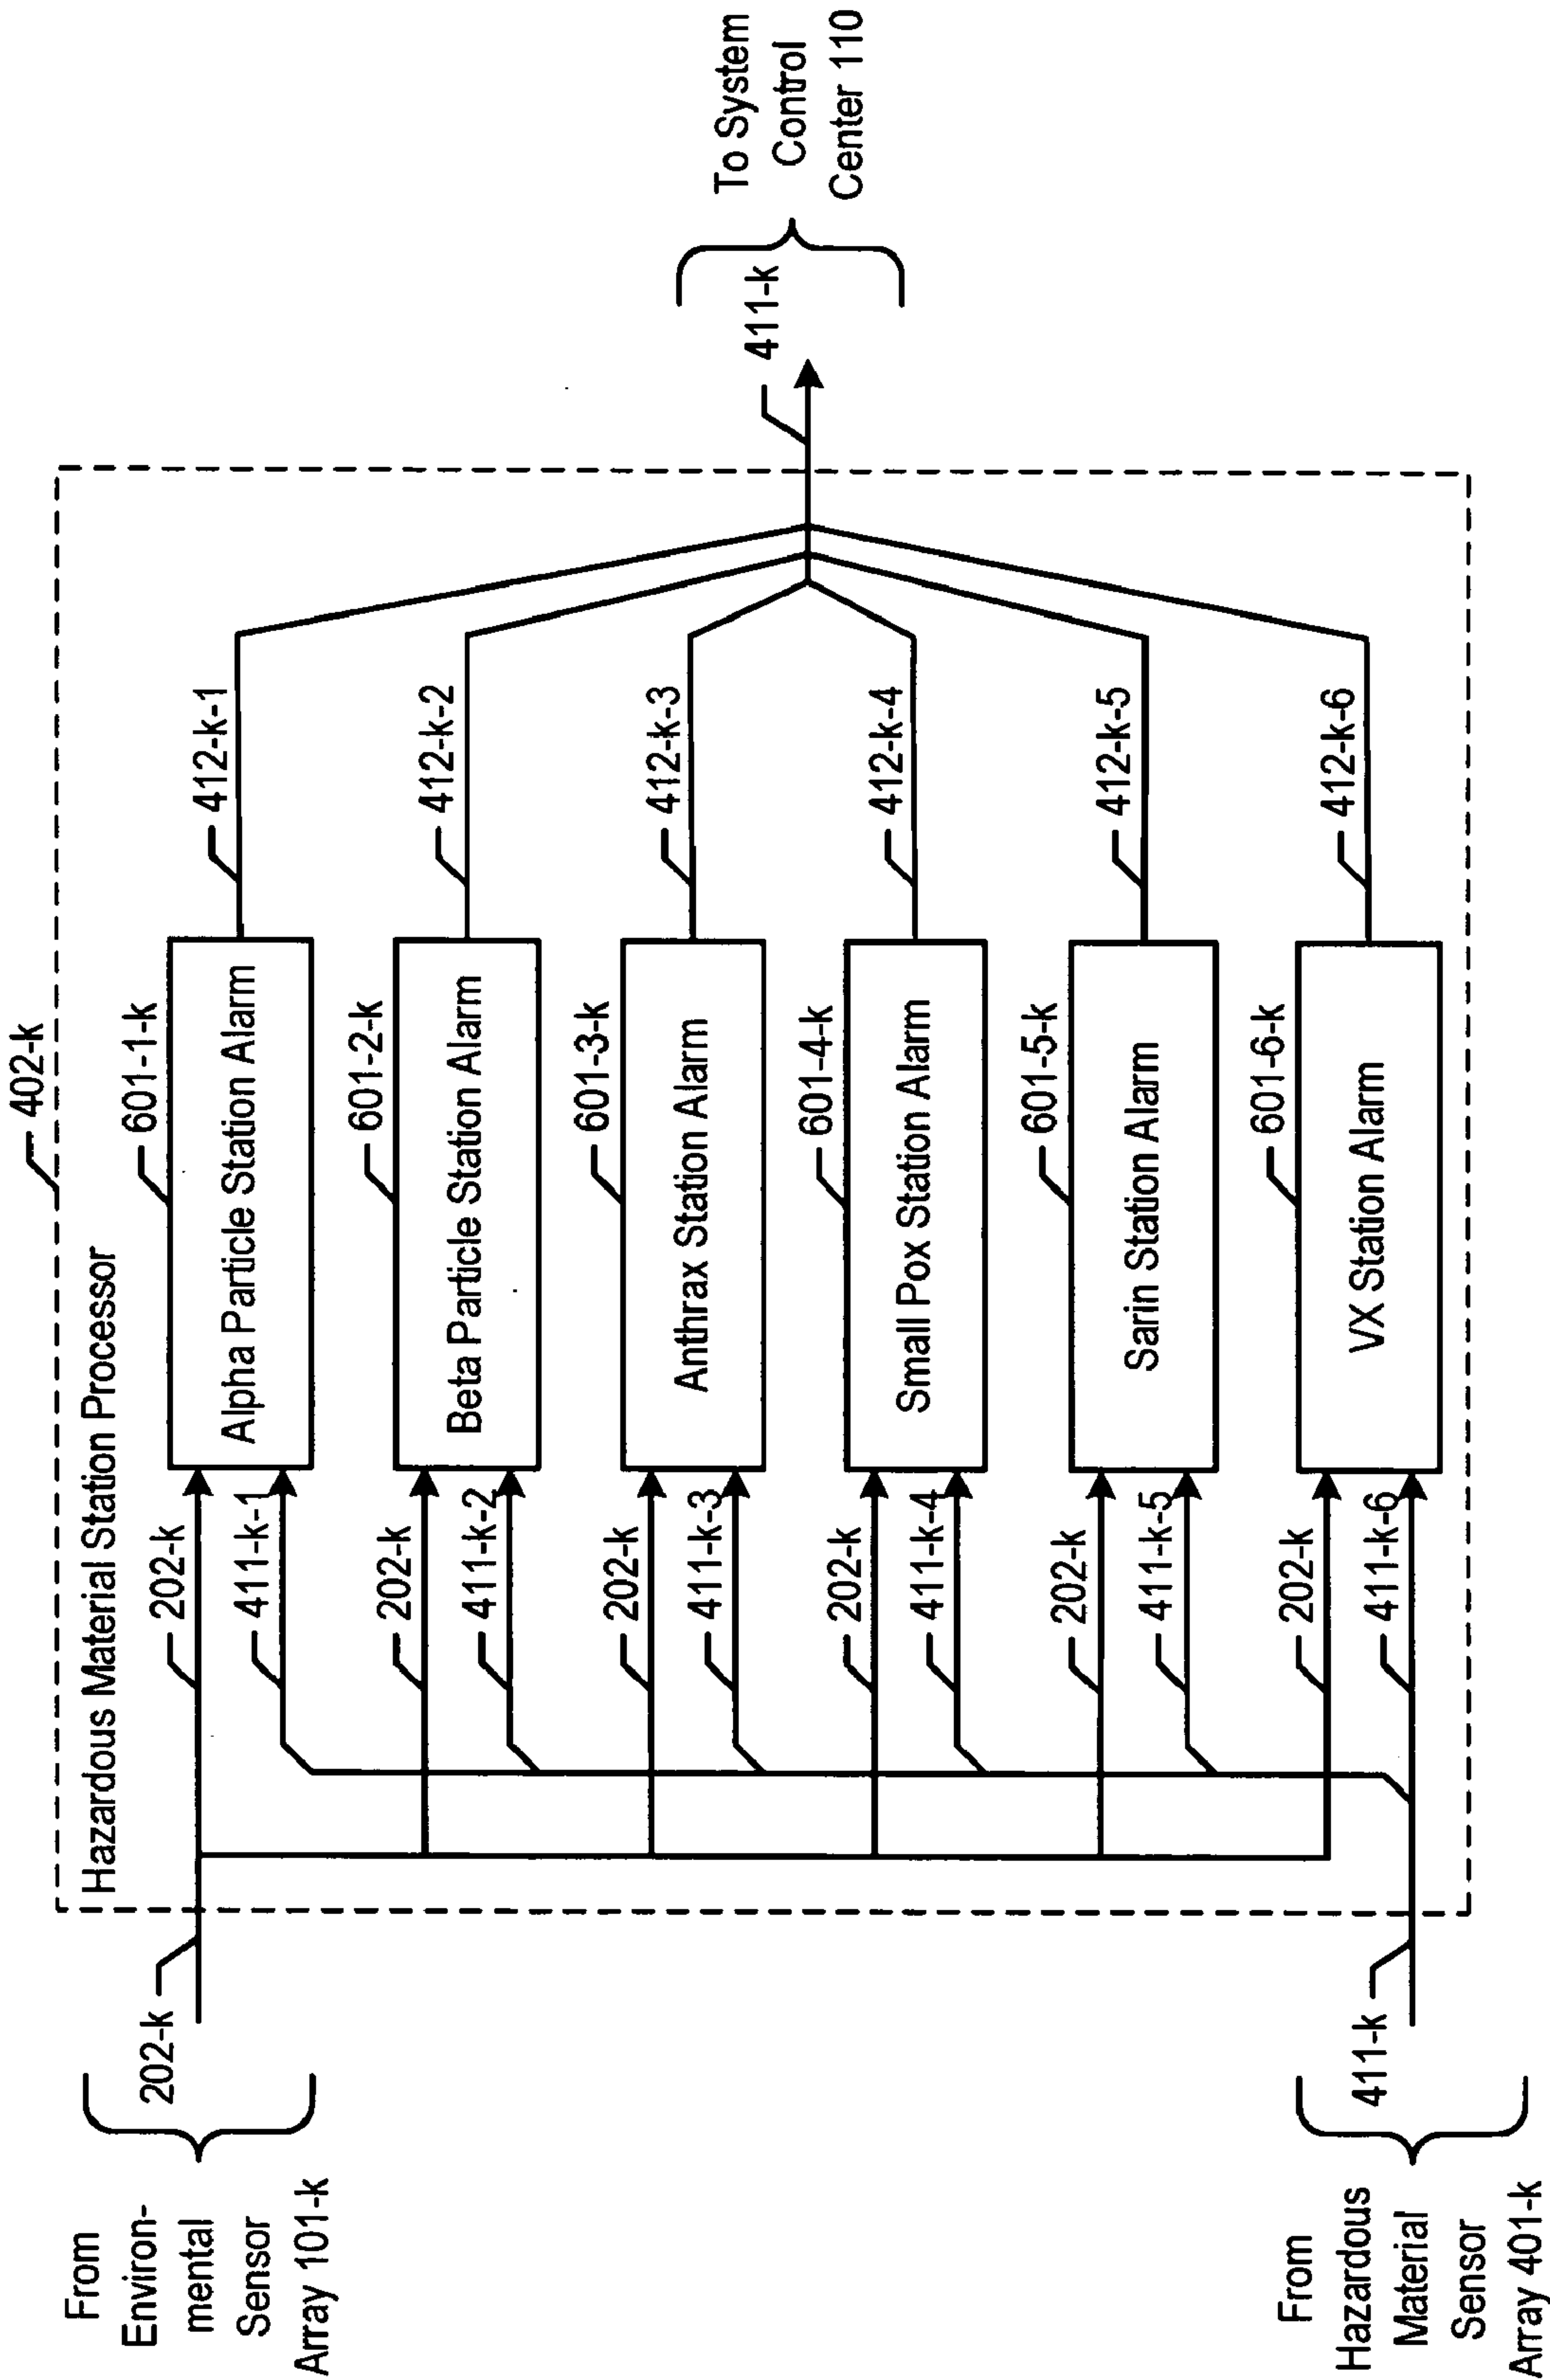 402-k
Hazardous Material Station Processor
From
Environ-
mental
Sensor
Array 101-k
202-k
202-k
411-k-1
601-1-k
Alpha Particle Station Alarm
412-k-1
202-k
411-k-2
601-2-k
Beta Particle Station Alarm
412-k-2
202-k
411-k-3
601-3-k
Anthrax Station Alarm
412-k-3
411-k
To System
Control
Center 110
202-k
411-k-4
601-4-k
Small Pox Station Alarm
412-k-4
202-k
411-k-5
601-5-k
Sarin Station Alarm
412-k-5
From
Hazardous
Material
Sensor
Array 401-k
411-k
202-k
411-k-6
601-6-k
VX Station Alarm
412-k-6